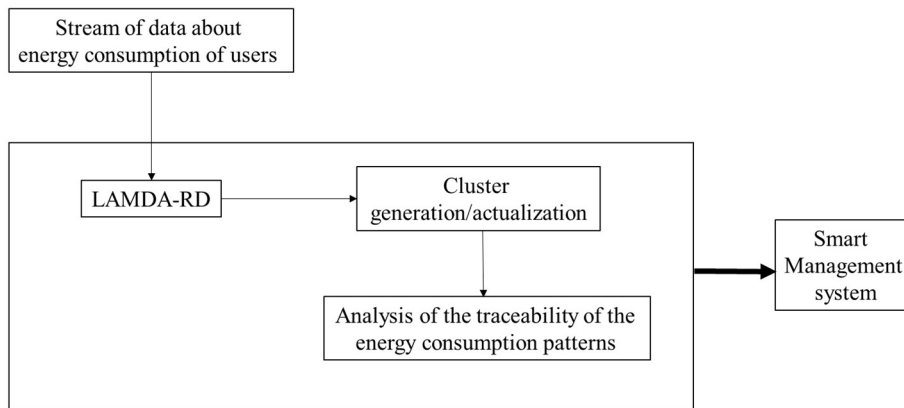 Stream of data about
energy consumption of users
LAMDA-RD
Cluster
generation/actualization
Analysis of the traceability of the
energy consumption patterns
Smart
Management
system